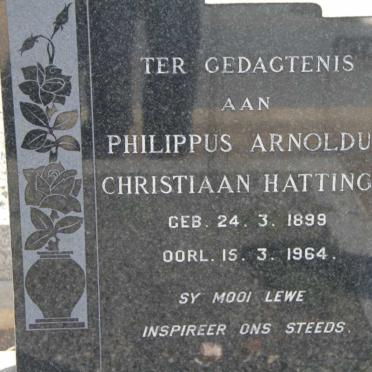 TER GEDAGTENIS
AAN
PHILIPPUS ARNOLDU
CHRISTIAAN HATTING
GEB. 24. 3. 1899
OORL. 15. 3. 1964.
SY MOOI LEWE
INSPIREER ONS STEEDS.